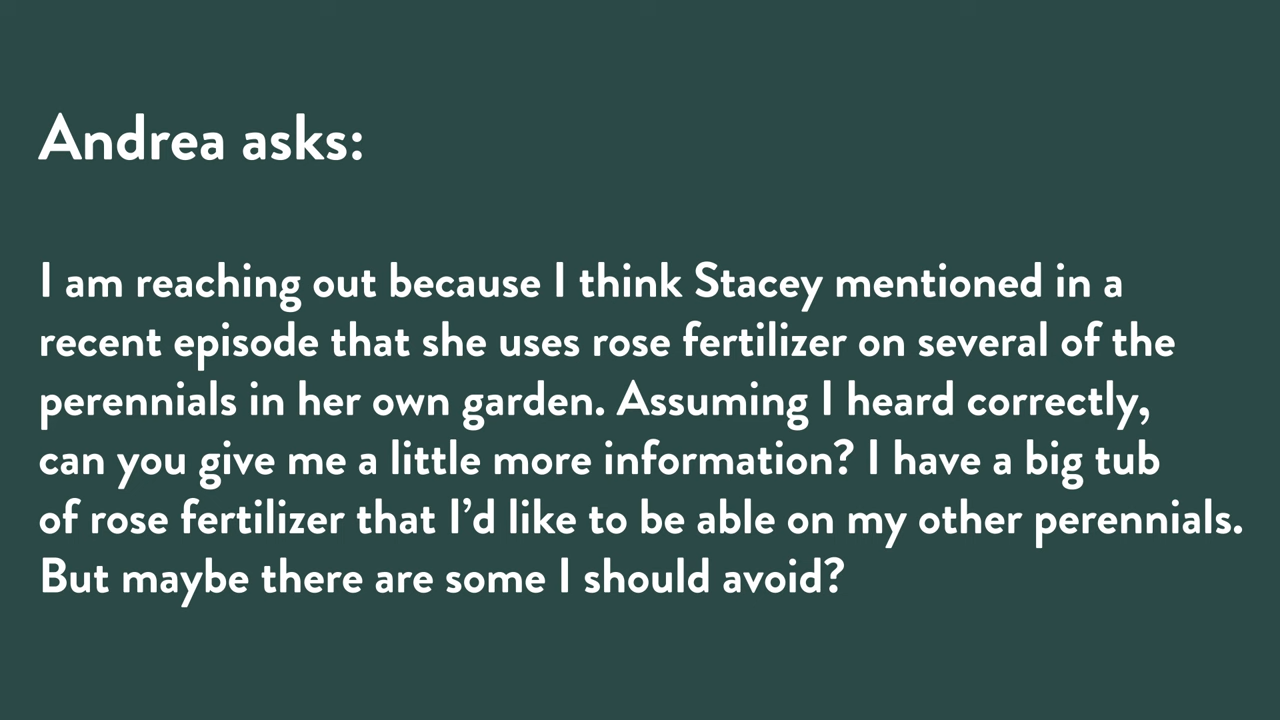 Andrea asks:
I am reaching out because I think Stacey mentioned in a
recent episode that she uses rose fertilizer on several of the
perennials in her own garden. Assuming I heard correctly,
can you give me a little more information? I have a big tub
of rose fertilizer that I’d like to be able on my other perennials.
But maybe there are some I should avoid?